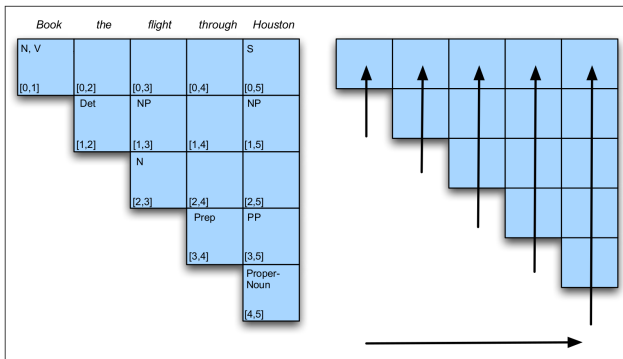 Book the flight through Houston
N, V S
[0,1] [0,2] [0,3] [0,4] [0,5]
Det NP NP
[1,2] [1,3] [1,4] [1,5]
N
[2,3] [2,4] [2,5]
Prep PP
[3,4] [3,5]
Proper-
Noun
[4,5]